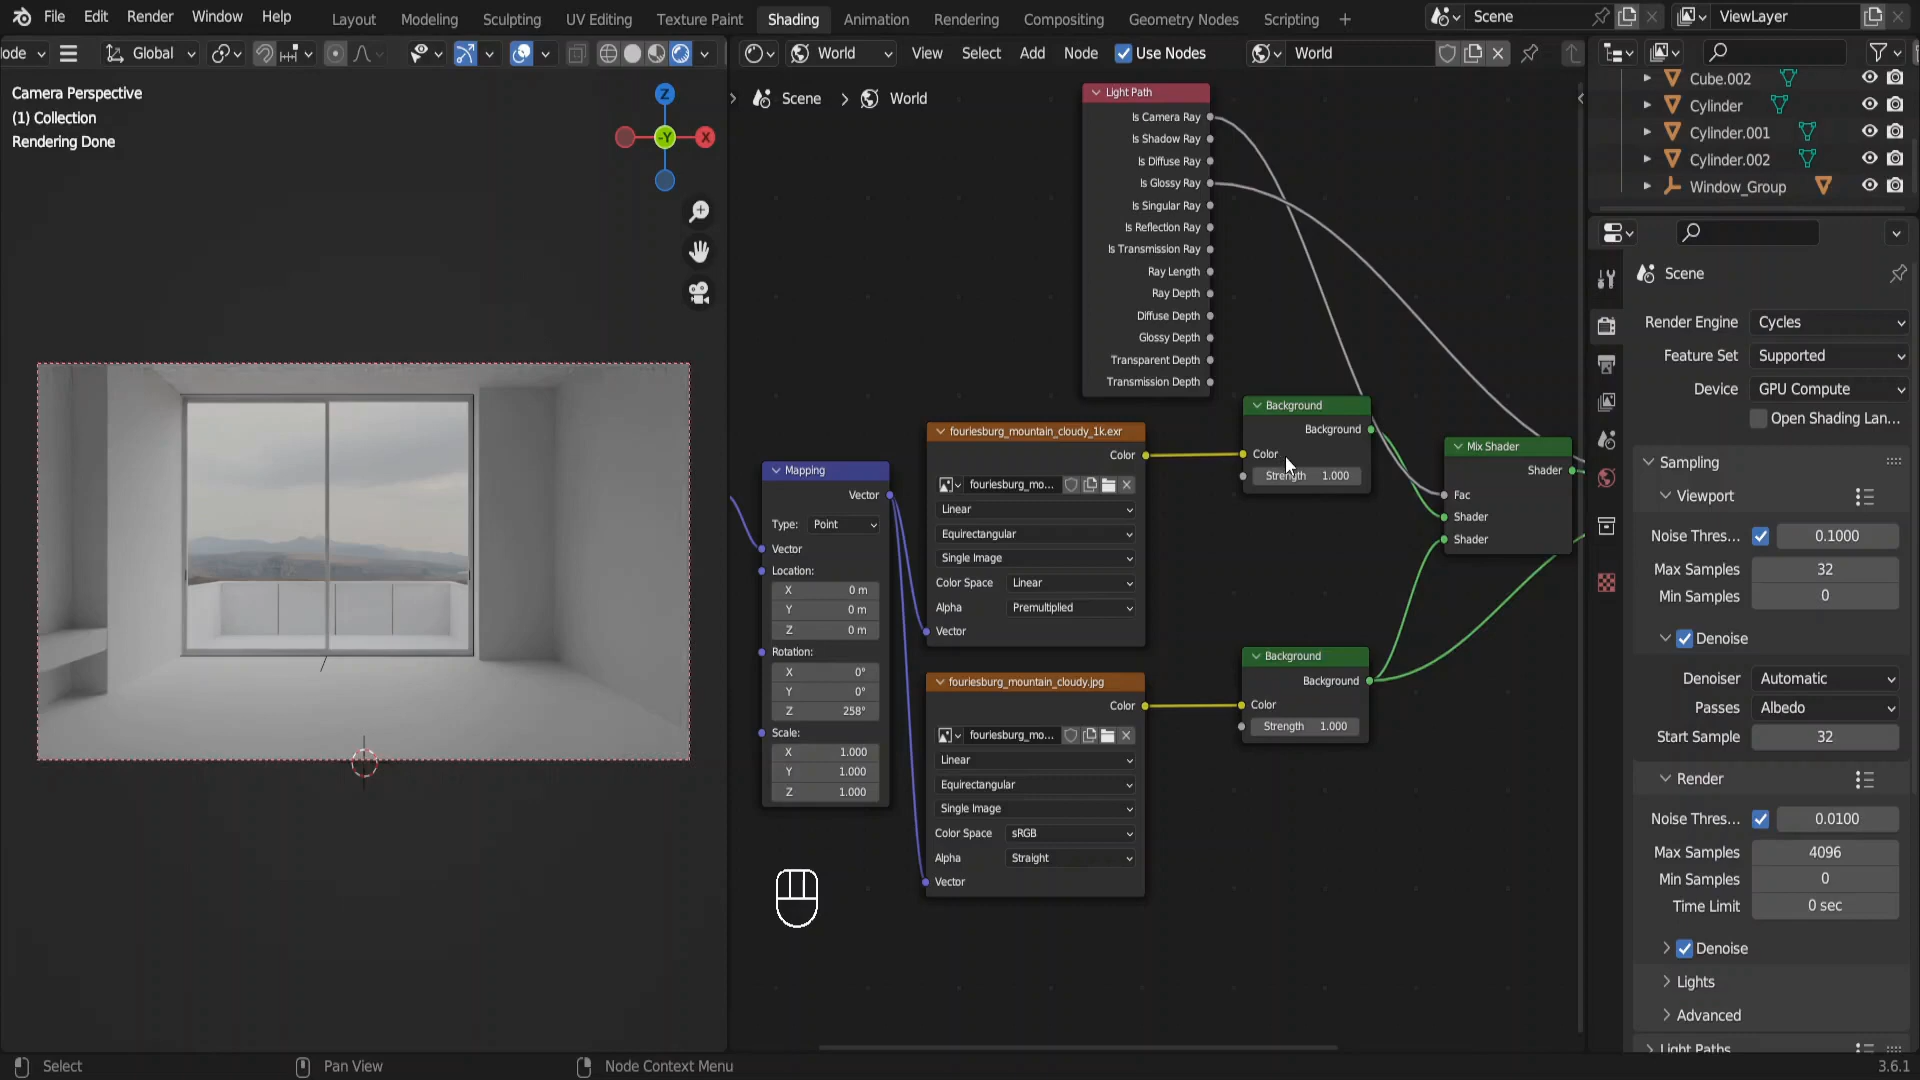 File Edit Render Window Help
Layout Modeling Sculpting UV Editing Texture Paint Shading Animation Rendering Compositing Geometry Nodes Scripting +
Scene
ViewLayer
ode
Global
World
View Select Add Node Use Nodes
World
Camera Perspective
(1) Collection
Rendering Done
Z
-Y
X
Scene > World
Light Path
Is Camera Ray
Is Shadow Ray
Is Diffuse Ray
Is Glossy Ray
Is Singular Ray
Is Reflection Ray
Is Transmission Ray
Ray Length
Ray Depth
Diffuse Depth
Glossy Depth
Transparent Depth
Transmission Depth
Mapping
Vector
Type: Point
Vector
Location:
X 0 m
Y 0 m
Z 0 m
Rotation:
X 0°
Y 0°
Z 258°
Scale:
X 1.000
Y 1.000
Z 1.000
fouriesburg_mountain_cloudy_1k.exr
Color
fouriesburg_mo...
Linear
Equirectangular
Single Image
Color Space Linear
Alpha Premultiplied
Vector
fouriesburg_mountain_cloudy.jpg
Color
fouriesburg_mo...
Linear
Equirectangular
Single Image
Color Space sRGB
Alpha Straight
Vector
Background
Background
Color
Strength 1.000
Background
Background
Color
Strength 1.000
Mix Shader
Shader
Fac
Shader
Shader
Cube.002
Cylinder
Cylinder.001
Cylinder.002
Window_Group
Scene
Render Engine Cycles
Feature Set Supported
Device GPU Compute
Open Shading Lan...
Sampling
Viewport
Noise Thres... 0.1000
Max Samples 32
Min Samples 0
Denoise
Denoiser Automatic
Passes Albedo
Start Sample 32
Render
Noise Thres... 0.0100
Max Samples 4096
Min Samples 0
Time Limit 0 sec
Denoise
Lights
Advanced
Light Paths
Select
Pan View
Node Context Menu
3.6.1